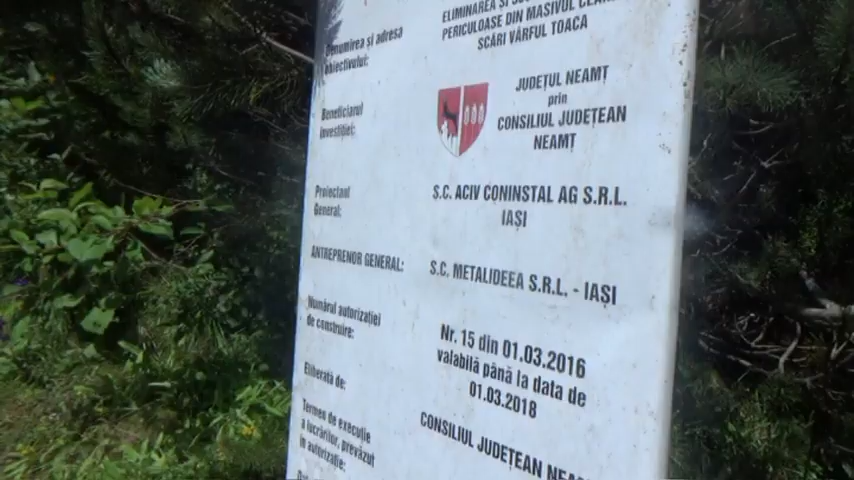 Denumirea și adresa
obiectivului:
ELIMINAREA ȘI
PERICULOASE DIN MASIVUL
SCĂRI VÂRFUL TOACA
Beneficiarul
investiției:
JUDEȚUL NEAMȚ
prin
CONSILIUL JUDEȚEAN
NEAMȚ
Proiectant
General:
S.C. ACIV CONINSTAL AG S.R.L.
IAȘI
ANTREPRENOR GENERAL:
S.C. METALIDEEA S.R.L. - IAȘI
Numărul autorizației
de construire:
Nr. 15 din 01.03.2016
valabilă până la data de
01.03.2018
Eliberată de:
CONSILIUL JUDEȚEAN NEAM
Termen de execuție
a lucrărilor, prevăzut
în autorizație: